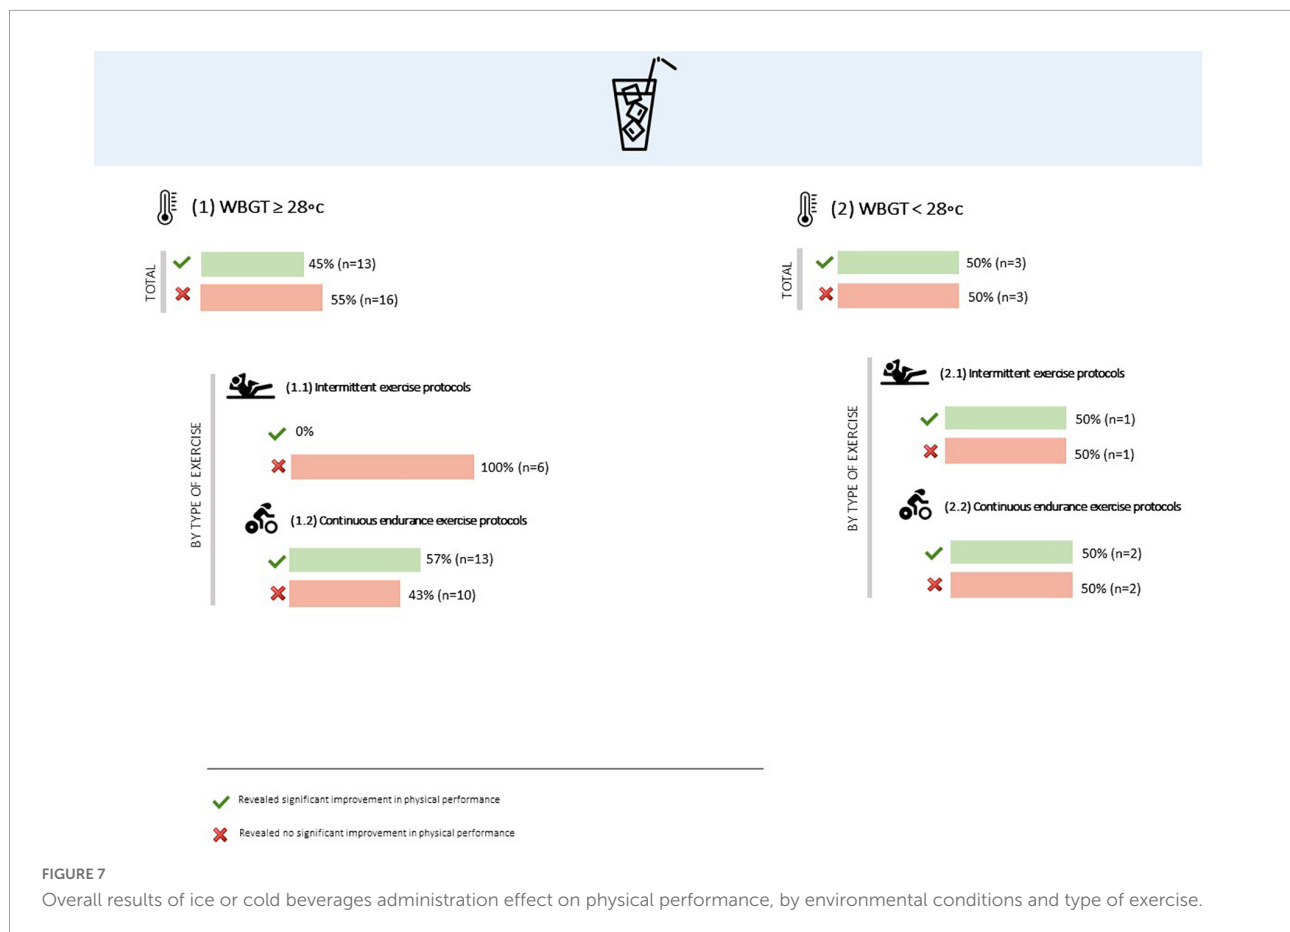 (1) WBGT ≥ 28°c
TOTAL
45% (n=13)
55% (n=16)
BY TYPE OF EXERCISE
(1.1) Intermittent exercise protocols
0%
100% (n=6)
(1.2) Continuous endurance exercise protocols
57% (n=13)
43% (n=10)
(2) WBGT < 28°c
TOTAL
50% (n=3)
50% (n=3)
BY TYPE OF EXERCISE
(2.1) Intermittent exercise protocols
50% (n=1)
50% (n=1)
(2.2) Continuous endurance exercise protocols
50% (n=2)
50% (n=2)
Revealed significant improvement in physical performance
Revealed no significant improvement in physical performance
FIGURE 7
Overall results of ice or cold beverages administration effect on physical performance, by environmental conditions and type of exercise.